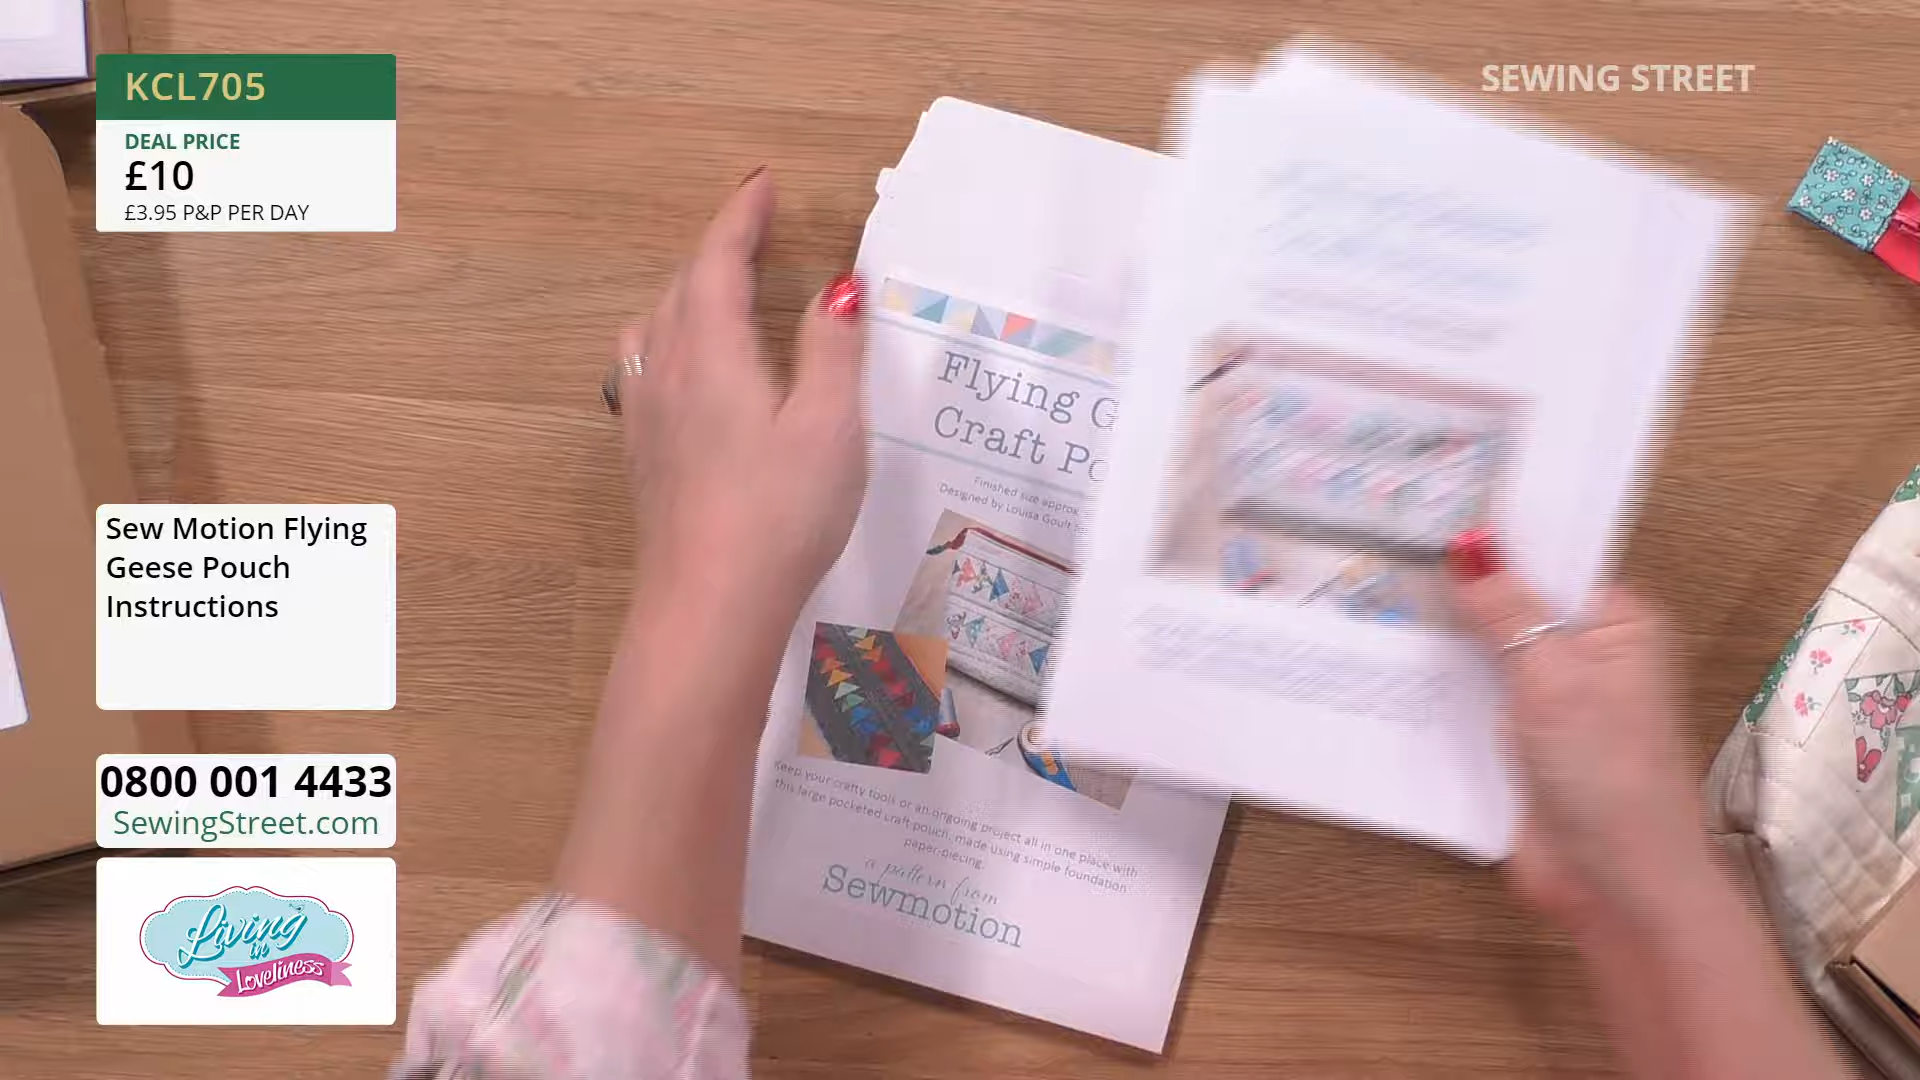 KCL705
DEAL PRICE
£10
£3.95 P&P PER DAY
SEWING STREET
Flying
Craft
Finished size approx
Designed by Louisa Goult
Sew Motion Flying
Geese Pouch
Instructions
Keep your crafty tools or an ongoing project all in one place with
this large pocketed craft pouch, made using simple foundation
paper-piecing.
a pattern from
Sewmotion
0800 001 4433
SewingStreet.com
Living
in
Loveliness